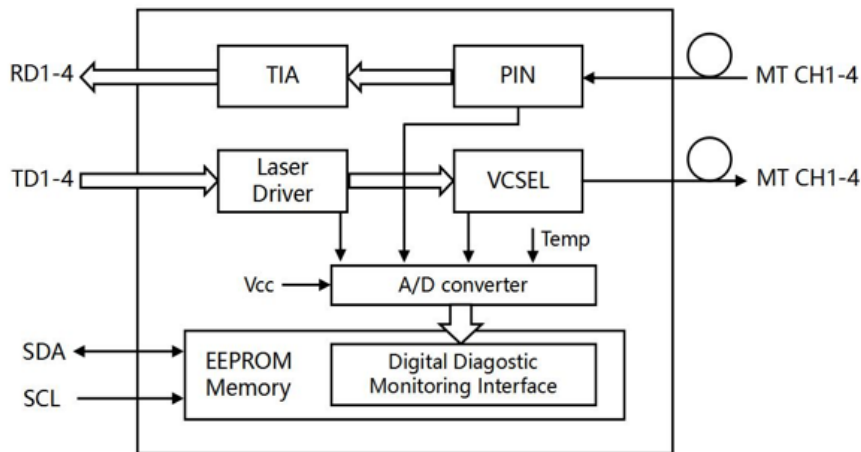 RD1-4
TIA
PIN
MT CH1-4
TD1-4
Laser
Driver
VCSEL
MT CH1-4
Temp
Vcc
A/D converter
SDA
SCL
EEPROM
Memory
Digital Diagostic
Monitoring Interface